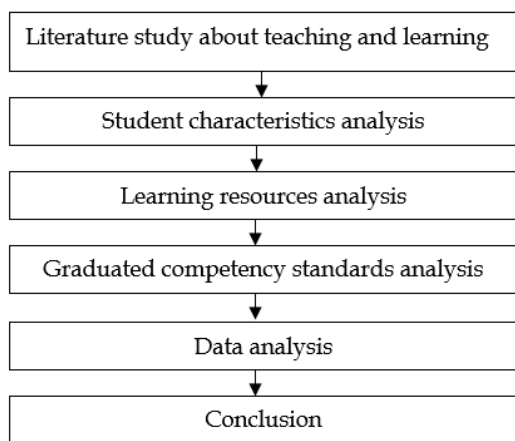 Literature study about teaching and learning
Student characteristics analysis
Learning resources analysis
Graduated competency standards analysis
Data analysis
Conclusion